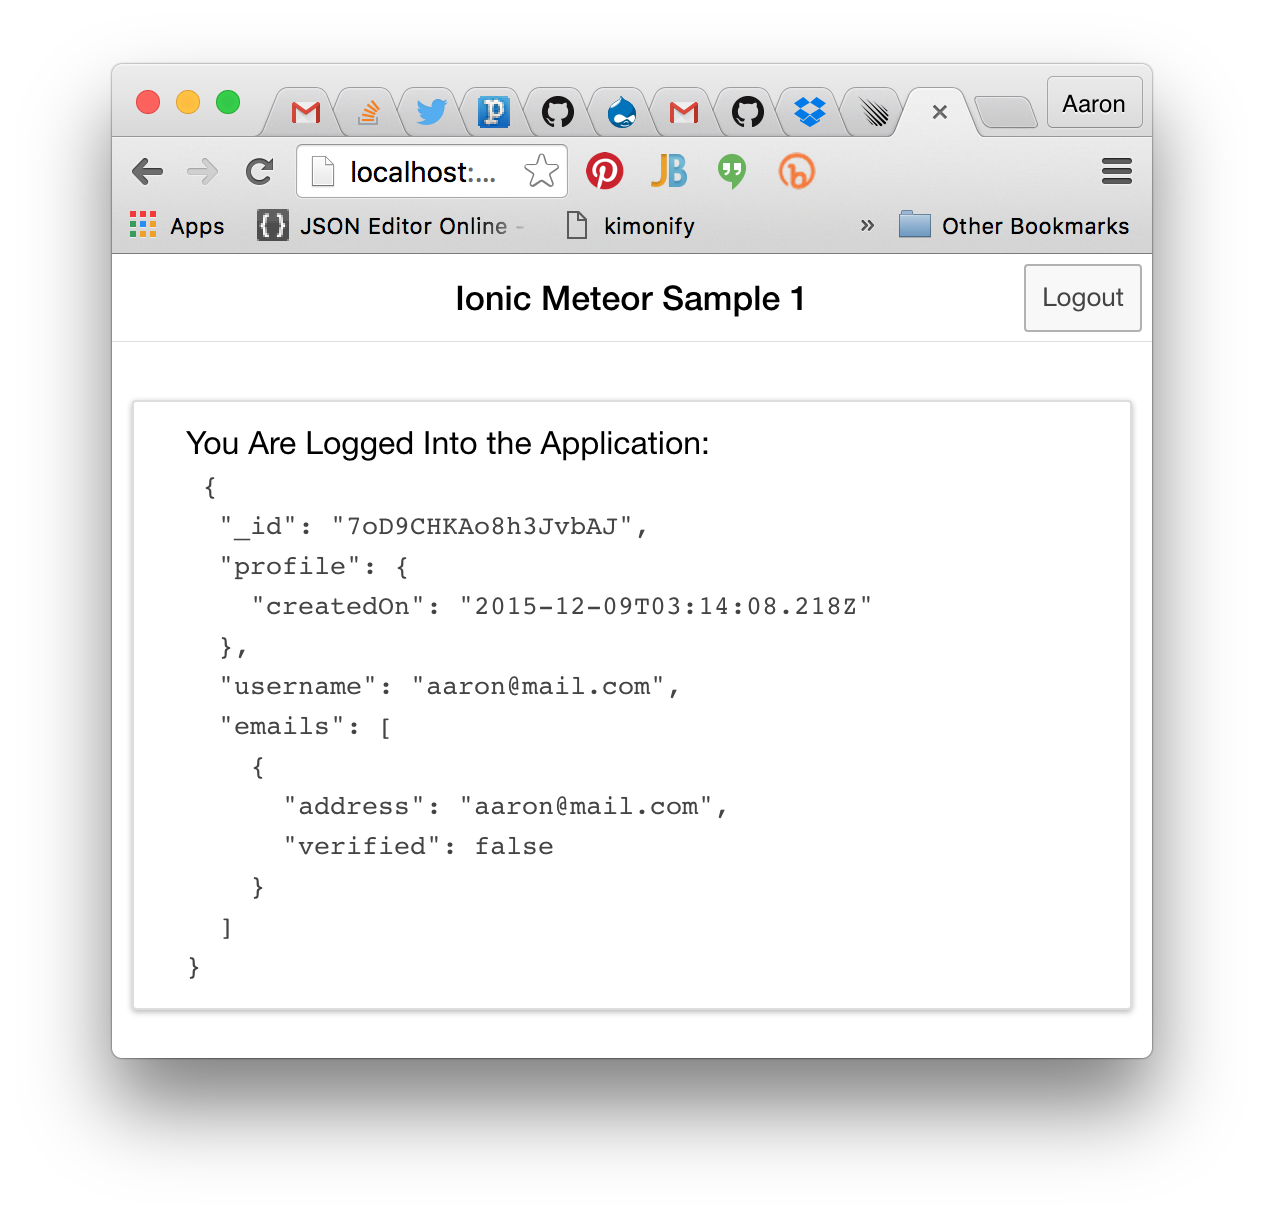 Aaron
localhost:...
Apps
JSON Editor Online -
kimonify
»
Other Bookmarks
Ionic Meteor Sample 1
Logout
You Are Logged Into the Application:
{
"_id": "7oD9CHKAo8h3JvbAJ",
"profile": {
"createdOn": "2015-12-09T03:14:08.218Z"
},
"username": "aaron@mail.com",
"emails": [
{
"address": "aaron@mail.com",
"verified": false
}
]
}